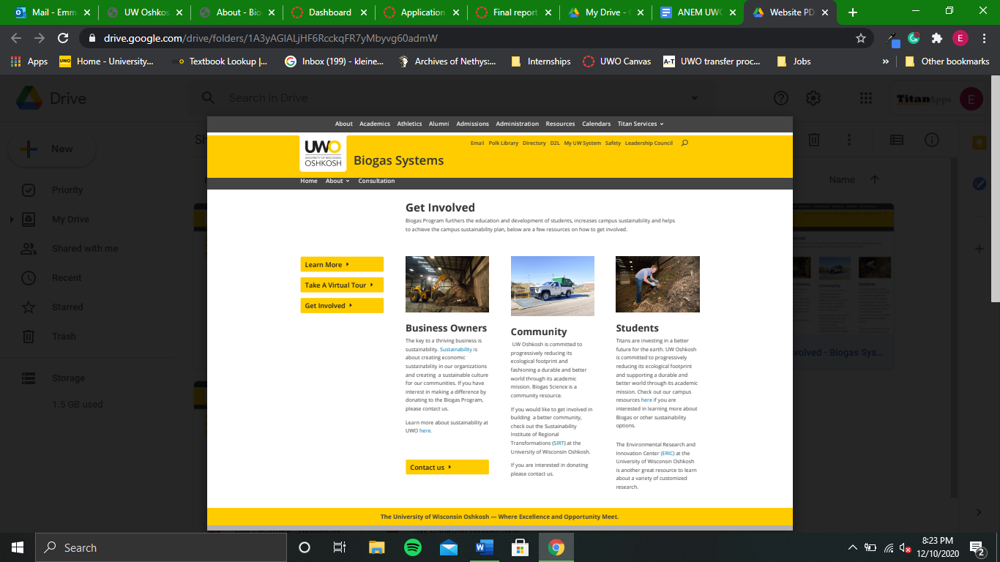 Mail - Emm
UW Oshkos
About - Bio
Dashboard
Application
Final report
My Drive - G
ANEM UWO
Website PD
drive.google.com/drive/folders/1A3yAGlALjHF6RcckqFR7yMbyvg60admW
E
Apps
Home - University...
Textbook Lookup |...
Inbox (199) - kleine...
Archives of Nethys:...
Internships
UWO Canvas
A-T
UWO transfer proc...
Jobs
»
Other bookmarks
Drive
Search in Drive
TitanApps
E
New
Priority
My Drive
Shared with me
Recent
Starred
Trash
Storage
1.5 GB used
Name
About Academics Athletics Alumni Admissions Administration Resources Calendars Titan Services
Email Polk Library Directory D2L My UW System Safety Leadership Council
UWO
UNIVERSITY OF WISCONSIN
OSHKOSH
Biogas Systems
Home About Consultation
Get Involved
Biogas Program furthers the education and development of students, increases campus sustainability and helps
to achieve the campus sustainability plan, below are a few resources on how to get involved.
Learn More
Take A Virtual Tour
Get Involved
Business Owners
The key to a thriving business is
sustainability. Sustainability is
about creating economic
sustainability in our organizations
and creating a sustainable culture
for our communities. If you have
interest in making a difference by
donating to the Biogas Program,
please contact us.
Learn more about sustainability at
UWO here.
Contact us
Community
UW Oshkosh is committed to
progressively reducing its
ecological footprint and
fashioning a durable and better
world through its academic
mission. Biogas Science is a
community resource.
If you would like to get involved in
building a better community,
check out the Sustainability
Institute of Regional
Transformations (SIRT) at the
University of Wisconsin Oshkosh.
If you are interested in donating
please contact us.
Students
Titans are investing in a better
future for the earth. UW Oshkosh
is committed to progressively
reducing its ecological footprint
and supporting a durable and
better world through its academic
mission. Check out our campus
resources here if you are
interested in learning more about
Biogas or other sustainability
options.
The Environmental Research and
Innovation Center (ERIC) at the
University of Wisconsin Oshkosh
is another great resource to learn
about a variety of customized
research.
The University of Wisconsin Oshkosh — Where Excellence and Opportunity Meet.
volved - Biogas Sys...
Search
8:23 PM
12/10/2020
2